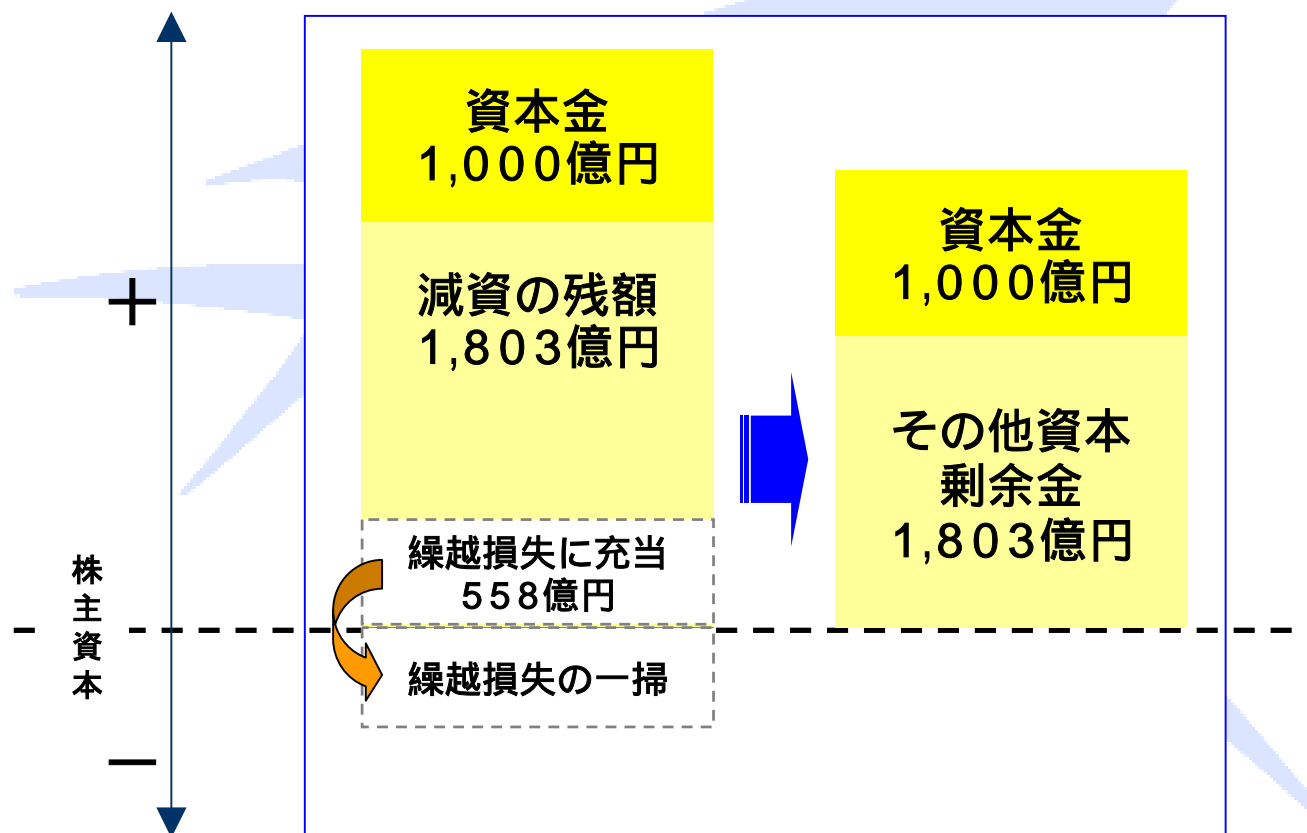 資本金
1,000億円
減資の残額
1,803億円
繰越損失に充当
558億円
繰越損失の一掃
資本金
1,000億円
その他資本
剰余金
1,803億円
+
株主資本
－